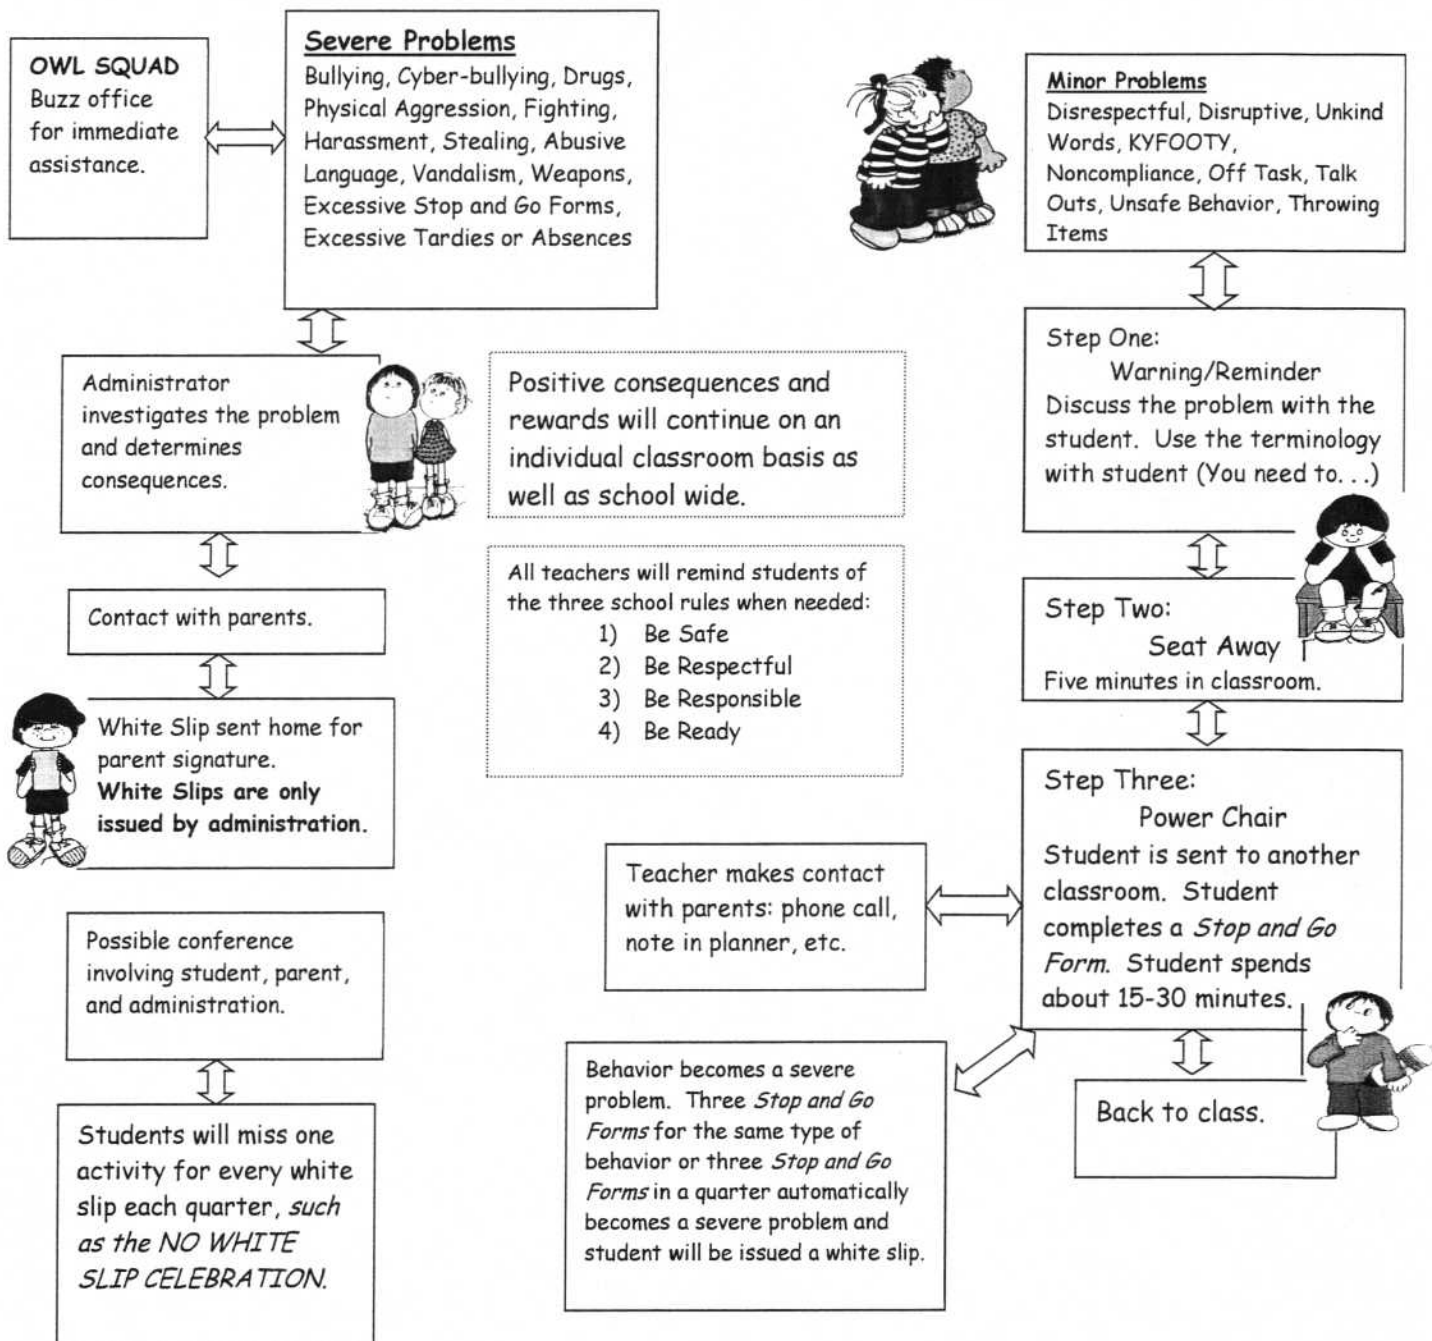 OWL SQUAD
Buzz office
for immediate
assistance.
Severe Problems
Bullying, Cyber-bullying, Drugs,
Physical Aggression, Fighting,
Harassment, Stealing, Abusive
Language, Vandalism, Weapons,
Excessive Stop and Go Forms,
Excessive Tardies or Absences
Administrator
investigates the problem
and determines
consequences.
Contact with parents.
White Slip sent home for
parent signature.
White Slips are only
issued by administration.
Possible conference
involving student, parent,
and administration.
Students will miss one
activity for every white
slip each quarter, such
as the NO WHITE
SLIP CELEBRATION.
Positive consequences and
rewards will continue on an
individual classroom basis as
well as school wide.
All teachers will remind students of
the three school rules when needed:
1) Be Safe
2) Be Respectful
3) Be Responsible
4) Be Ready
Minor Problems
Disrespectful, Disruptive, Unkind
Words, KYFOOTY,
Noncompliance, Off Task, Talk
Outs, Unsafe Behavior, Throwing
Items
Step One:
Warning/Reminder
Discuss the problem with the
student. Use the terminology
with student (You need to. . .)
Step Two:
Seat Away
Five minutes in classroom.
Step Three:
Power Chair
Student is sent to another
classroom. Student
completes a Stop and Go
Form. Student spends
about 15-30 minutes.
Teacher makes contact
with parents: phone call,
note in planner, etc.
Behavior becomes a severe
problem. Three Stop and Go
Forms for the same type of
behavior or three Stop and Go
Forms in a quarter automatically
becomes a severe problem and
student will be issued a white slip.
Back to class.